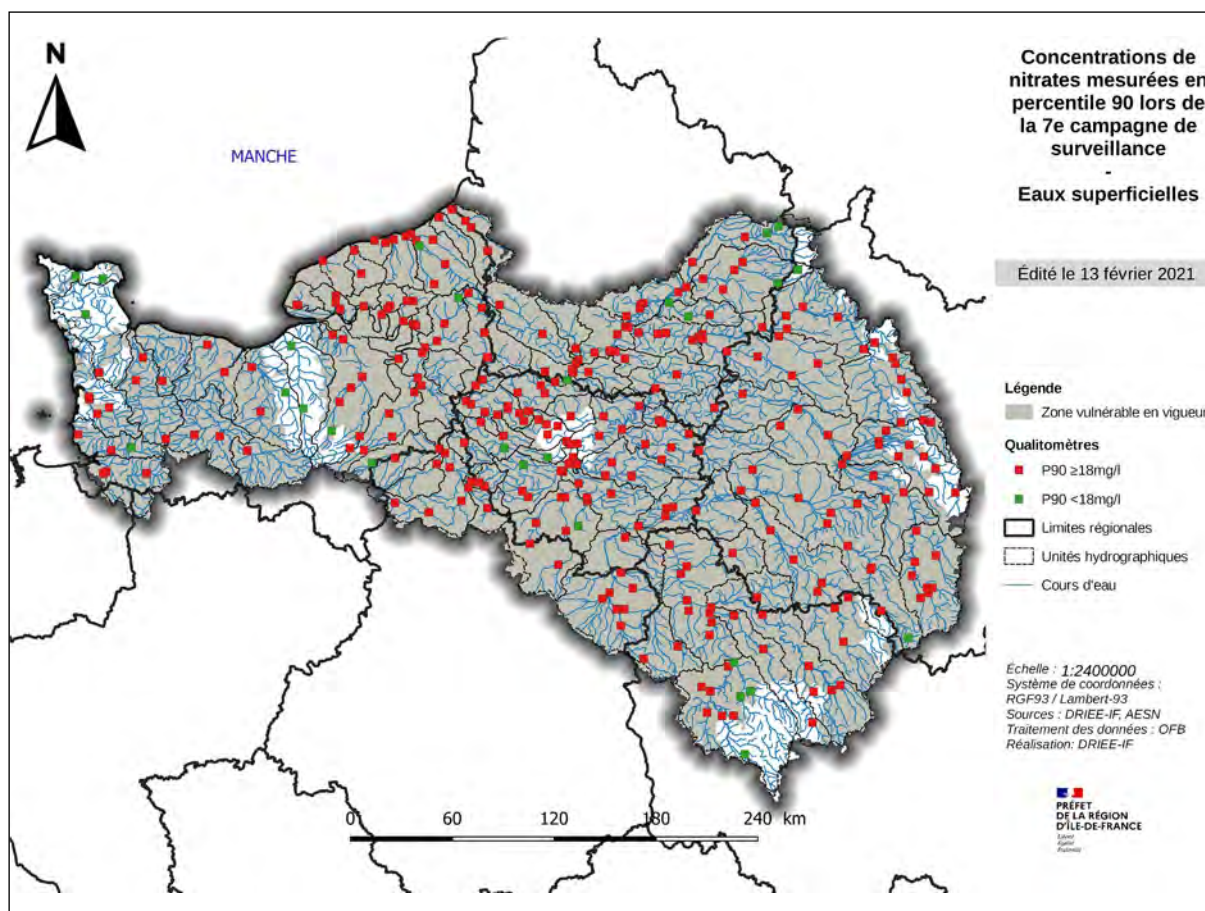 Concentrations de
nitrates mesurées en
percentile 90 lors de
la 7e campagne de
surveillance
-
Eaux superficielles
Édité le 13 février 2021
N
MANCHE
Légende
Zone vulnérable en vigueur
Qualitomètres
P90 ≥18mg/l
P90 <18mg/l
Limites régionales
Unités hydrographiques
Cours d'eau
Échelle : 1:2400000
Système de coordonnées :
RGF93 / Lambert-93
Sources : DRIEE-IF, AESN
Traitement des données : OFB
Réalisation: DRIEE-IF
0 60 120 180 240 km
PRÉFET
DE LA RÉGION
D'ÎLE-DE-FRANCE
Liberté
Égalité
Fraternité